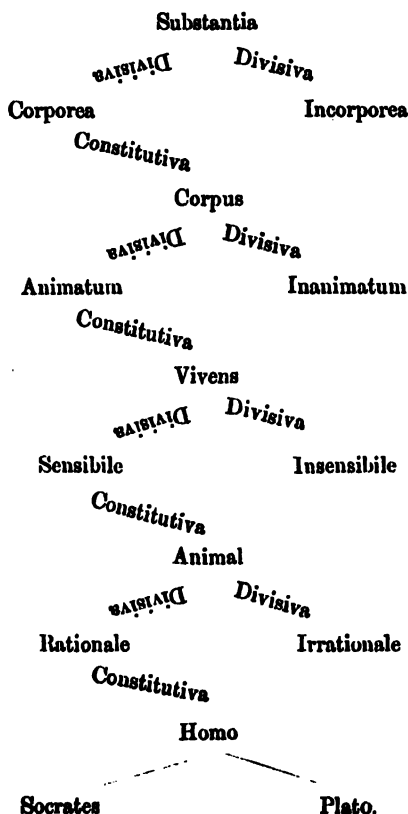 Substantia
Divisiva Divisiva
Corporea Incorporea
Constitutiva
Corpus
Divisiva Divisiva
Animatum Inanimatum
Constitutiva
Vivens
Divisiva Divisiva
Sensibile Insensibile
Constitutiva
Animal
Divisiva Divisiva
Rationale Irrationale
Constitutiva
Homo
Socrates Plato.